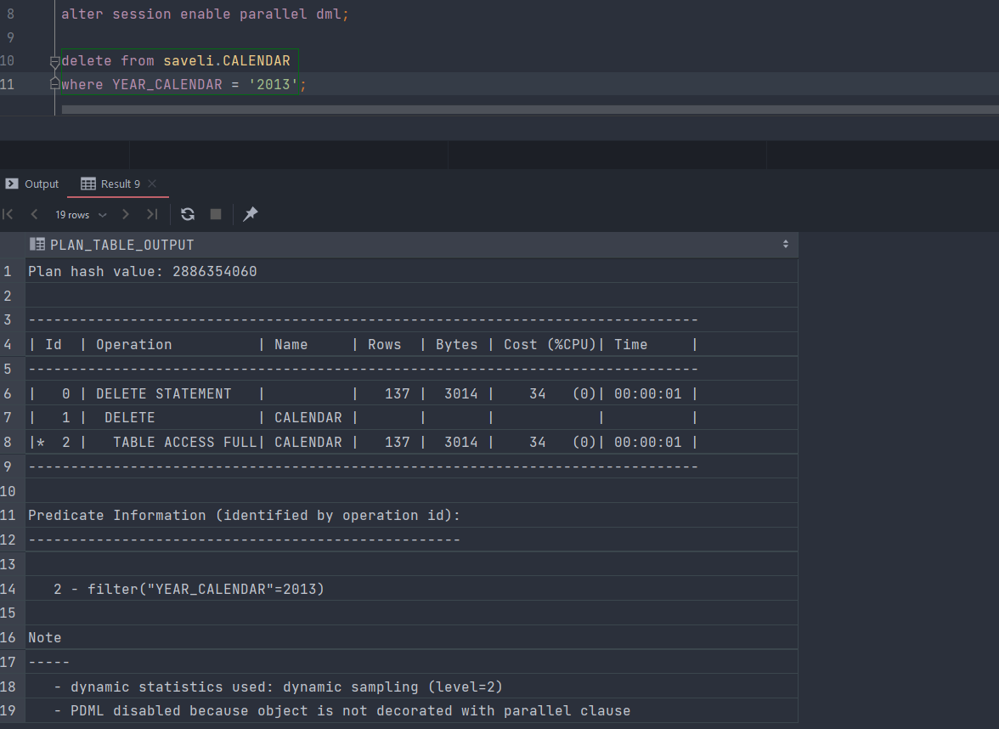 8 alter session enable parallel dml;
9
10 delete from saveli.CALENDAR
11 where YEAR_CALENDAR = '2013';
Output Result 9
19 rows
PLAN_TABLE_OUTPUT
1 Plan hash value: 2886354060
2
3 -------------------------------------------------------------------------------
4 | Id  | Operation          | Name     | Rows  | Bytes | Cost (%CPU)| Time     |
5 -------------------------------------------------------------------------------
6 |   0 | DELETE STATEMENT   |          |   137 |  3014 |    34   (0)| 00:00:01 |
7 |   1 |  DELETE            | CALENDAR |       |       |            |          |
8 |*  2 |   TABLE ACCESS FULL| CALENDAR |   137 |  3014 |    34   (0)| 00:00:01 |
9 -------------------------------------------------------------------------------
10
11 Predicate Information (identified by operation id):
12 ---------------------------------------------------
13
14    2 - filter("YEAR_CALENDAR"=2013)
15
16 Note
17 -----
18    - dynamic statistics used: dynamic sampling (level=2)
19    - PDML disabled because object is not decorated with parallel clause